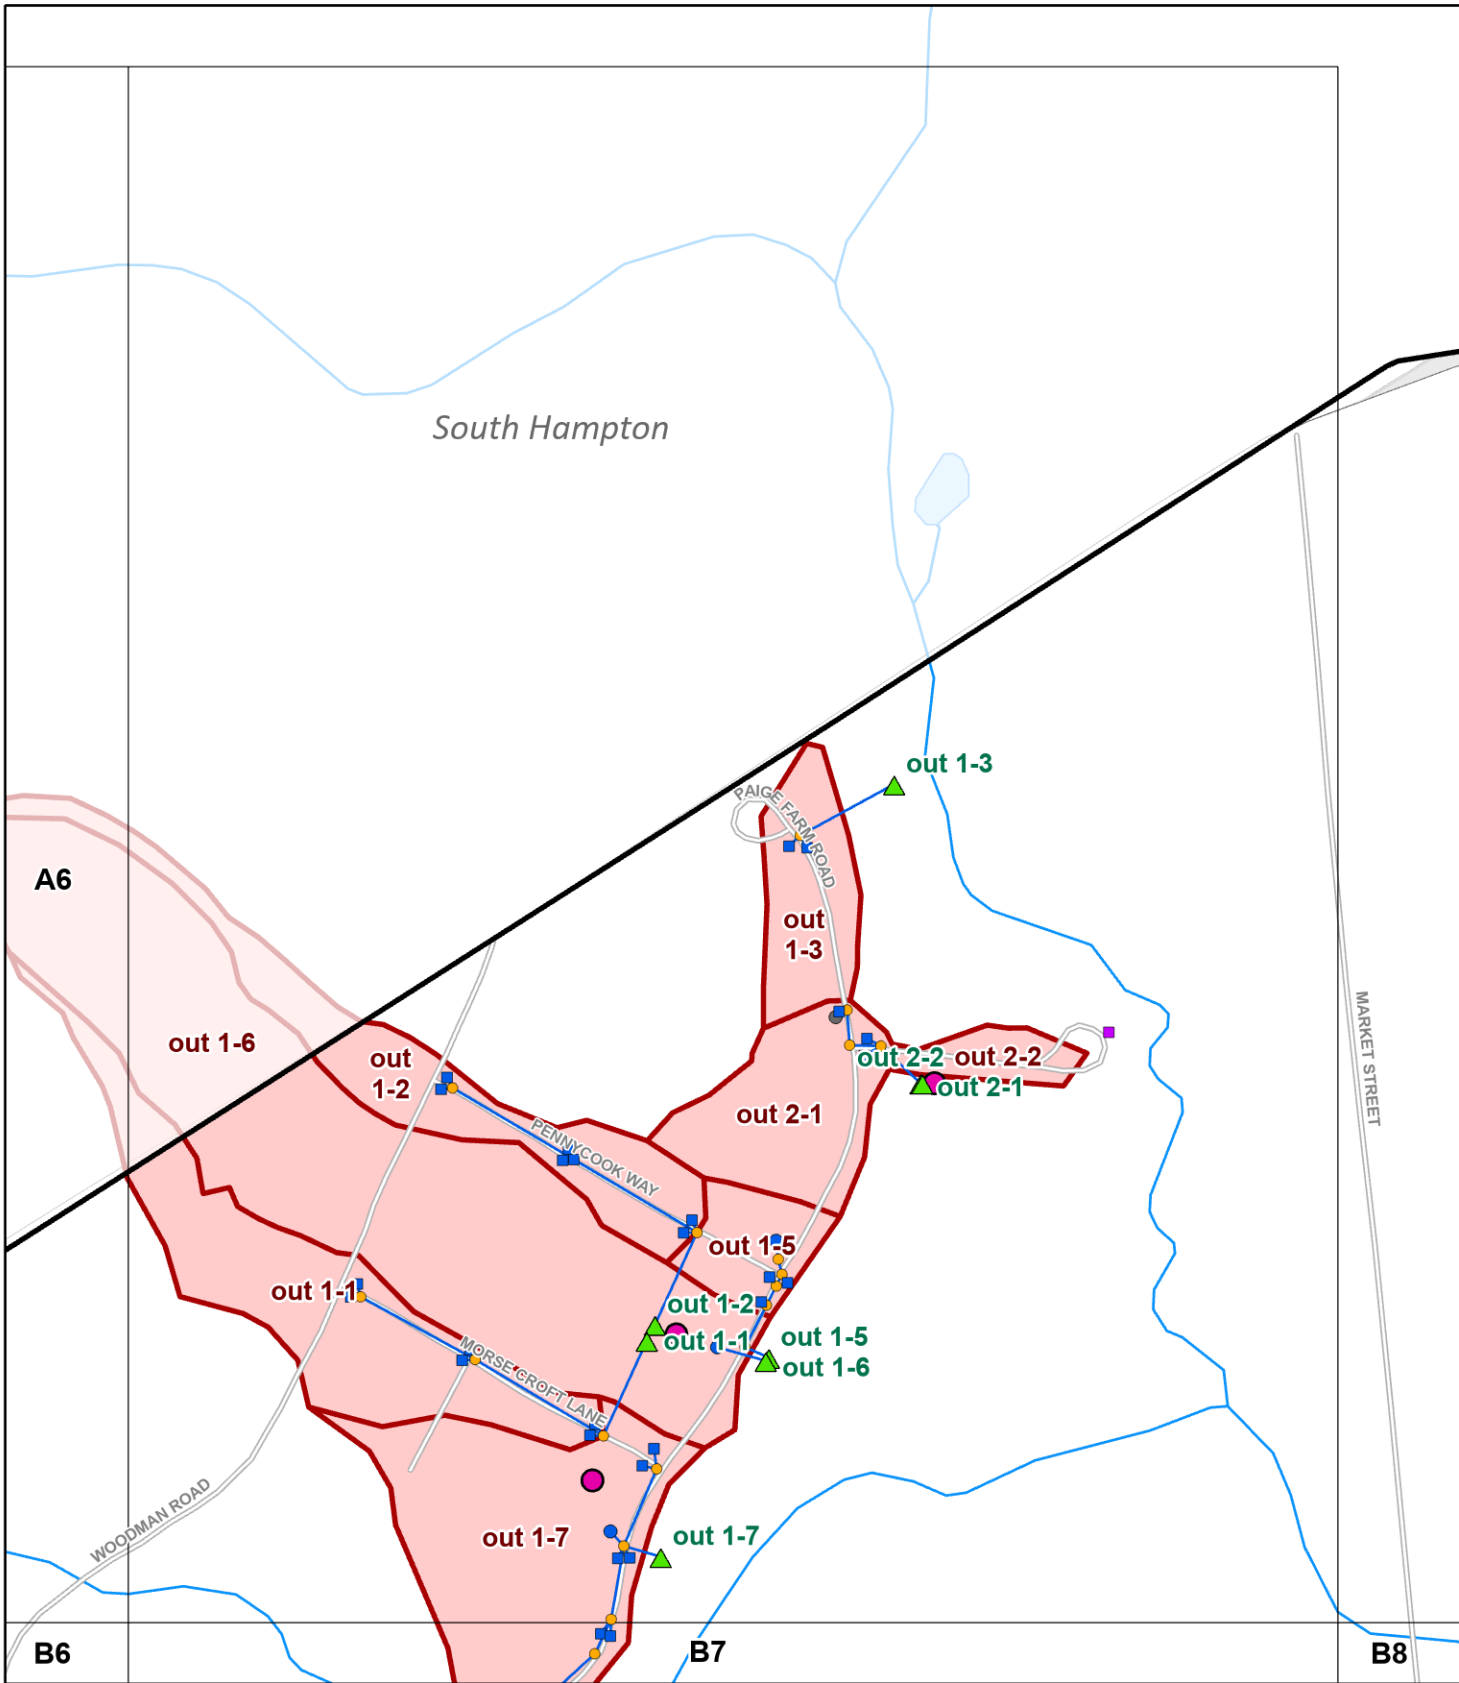 South Hampton
out 1-3
PAIGE FARM ROAD
A6
out
1-3
MARKET STREET
out 1-6
out
1-2
out 2-2
out 2-2
out 2-1
out 2-1
PENNYCOOK WAY
out 1-5
out 1-1
out 1-2
out 1-1
out 1-5
out 1-6
MORSE CROFT LANE
WOODMAN ROAD
out 1-7
out 1-7
B6
B7
B8